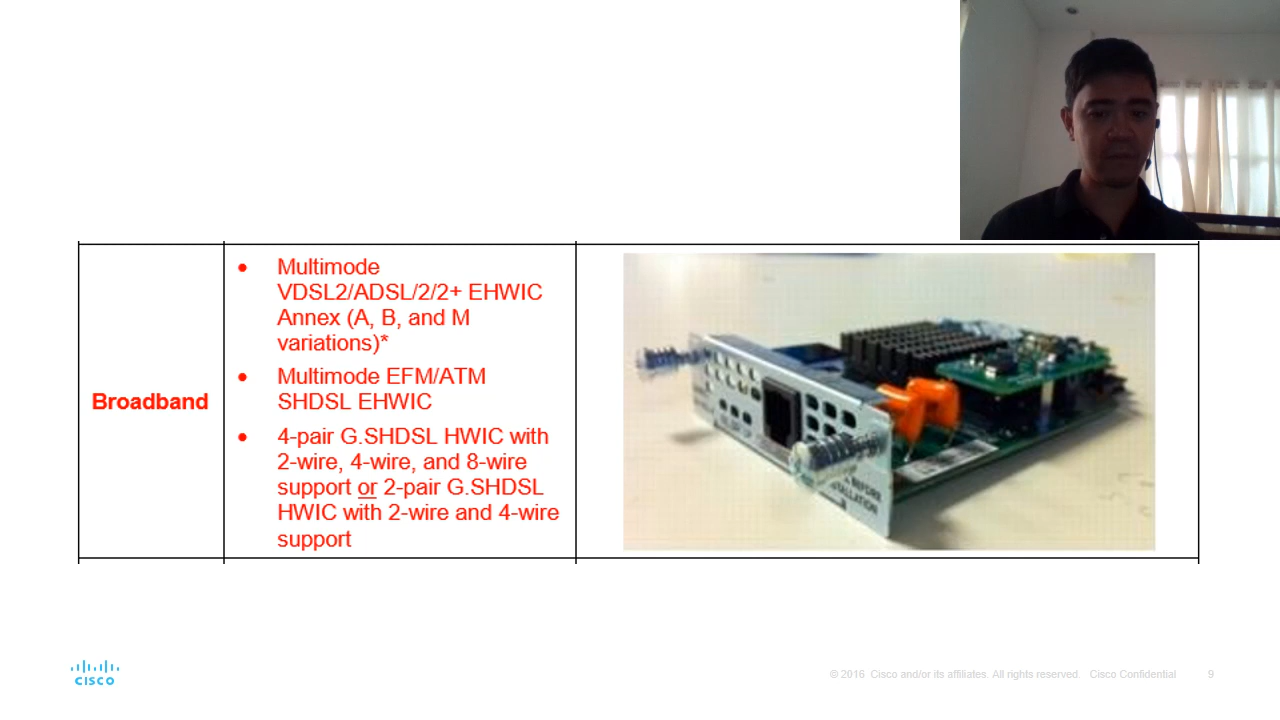 Broadband
• Multimode
VDSL2/ADSL/2/2+ EHWIC
Annex (A, B, and M
variations)*
• Multimode EFM/ATM
SHDSL EHWIC
• 4-pair G.SHDSL HWIC with
2-wire, 4-wire, and 8-wire
support or 2-pair G.SHDSL
HWIC with 2-wire and 4-wire
support
BEFORE
INSTALLATION
CISCO
© 2016 Cisco and/or its affiliates. All rights reserved. Cisco Confidential 9